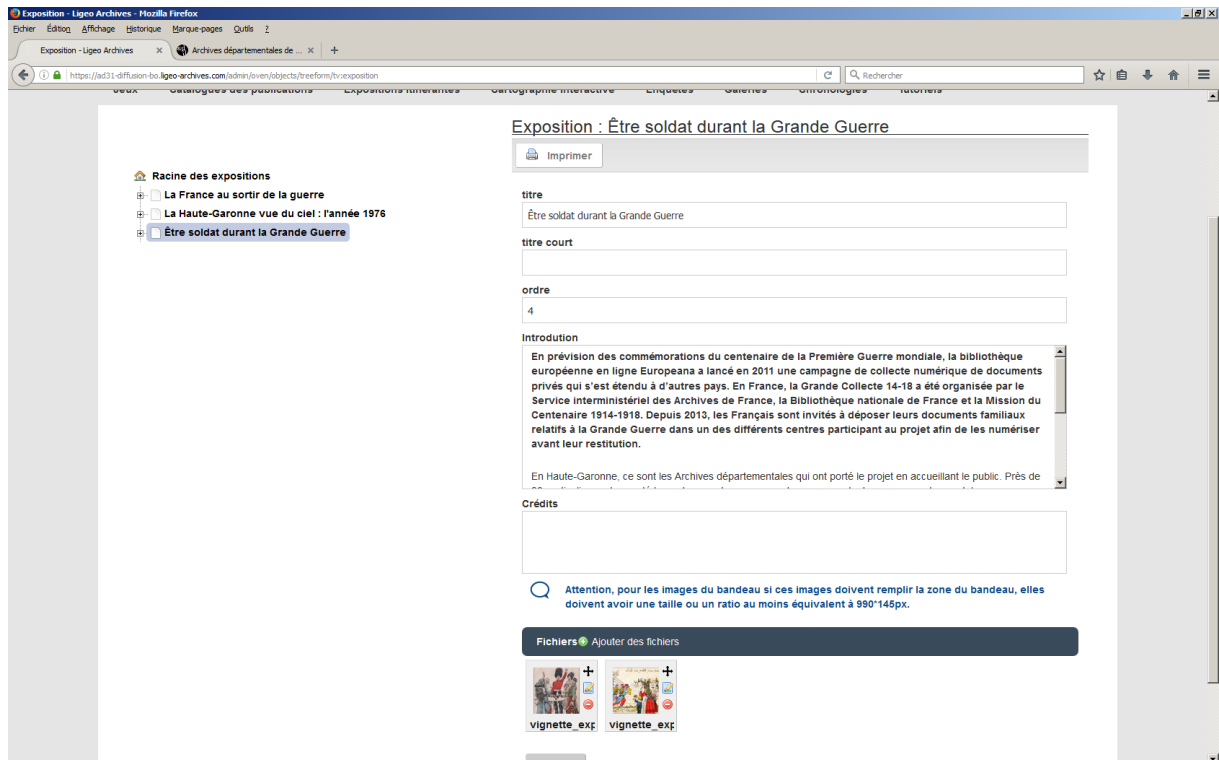 Exposition - Ligeo Archives - Mozilla Firefox
Fichier Édition Affichage Historique Marque-pages Outils ?
Exposition - Ligeo Archives × Archives départementales de ... × +
https://ad31-diffusion-bo.ligeo-archives.com/admin/oven/objects/treeform/tv:exposition Rechercher
Jeux Catalogues des publications Expositions itinérantes Cartographie interactive Enquêtes Galeries Chronologies Tutoriels
Exposition : Être soldat durant la Grande Guerre
Imprimer
Racine des expositions
La France au sortir de la guerre
La Haute-Garonne vue du ciel : l'année 1976
Être soldat durant la Grande Guerre
titre
Être soldat durant la Grande Guerre
titre court
ordre
4
Introdution
En prévision des commémorations du centenaire de la Première Guerre mondiale, la bibliothèque
européenne en ligne Europeana a lancé en 2011 une campagne de collecte numérique de documents
privés qui s'est étendu à d'autres pays. En France, la Grande Collecte 14-18 a été organisée par le
Service interministériel des Archives de France, la Bibliothèque nationale de France et la Mission du
Centenaire 1914-1918. Depuis 2013, les Français sont invités à déposer leurs documents familiaux
relatifs à la Grande Guerre dans un des différents centres participant au projet afin de les numériser
avant leur restitution.
En Haute-Garonne, ce sont les Archives départementales qui ont porté le projet en accueillant le public. Près de
Crédits
Attention, pour les images du bandeau si ces images doivent remplir la zone du bandeau, elles
doivent avoir une taille ou un ratio au moins équivalent à 990*145px.
Fichiers Ajouter des fichiers
vignette_exp vignette_exp